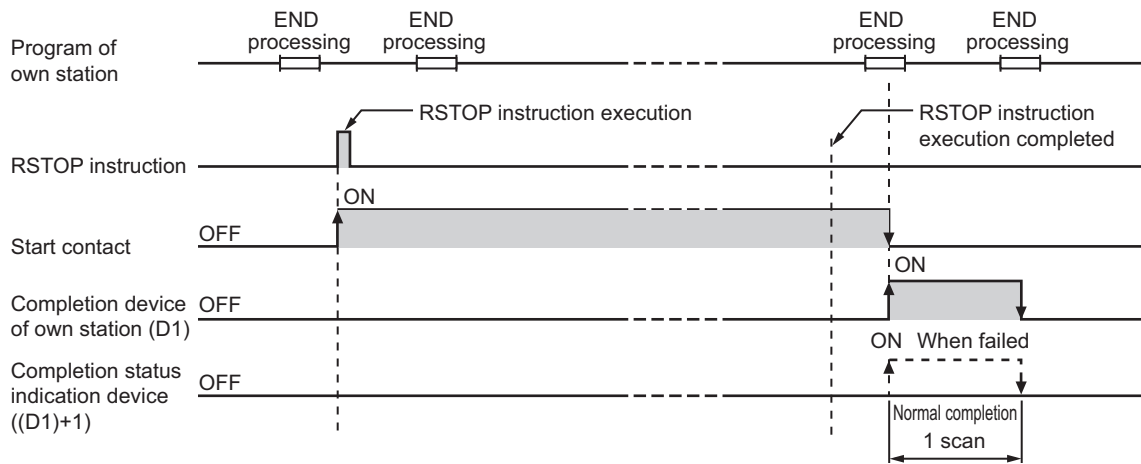 END
processing
END
processing
END
processing
END
processing
Program of
own station
RSTOP instruction execution
RSTOP instruction
execution completed
RSTOP instruction
ON
Start contact
OFF
ON
Completion device
of own station (D1)
OFF
ON When failed
Completion status
indication device
((D1)+1)
OFF
Normal completion
1 scan